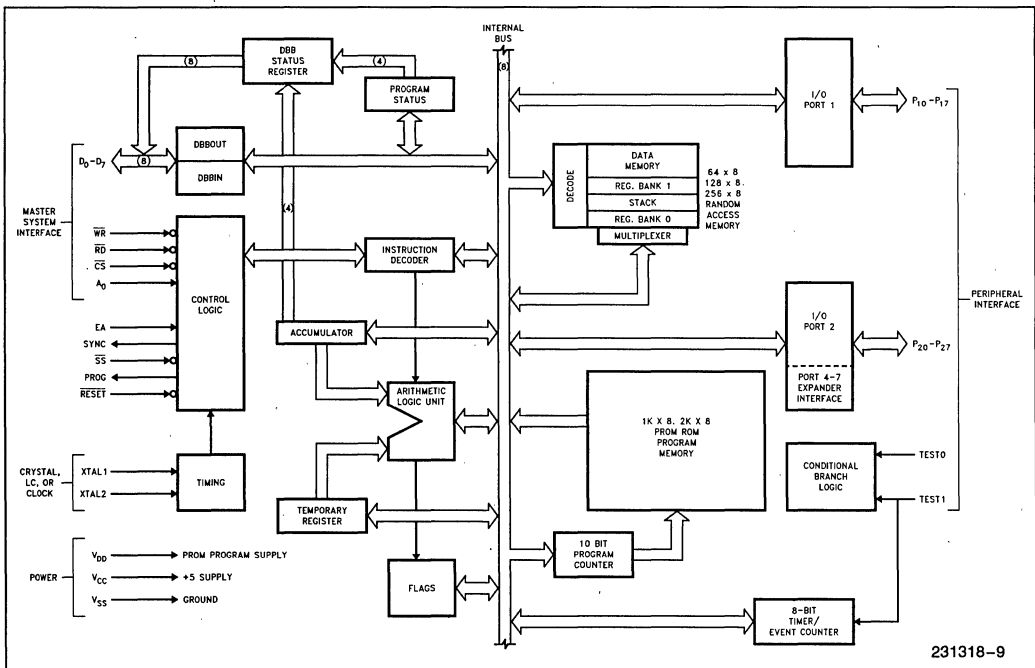 INTERNAL
BUS
(8)
DBB
STATUS
REGISTER
(8)
(4)
PROGRAM
STATUS
I/O
PORT 1
P10-P17
D0-D7
(8)
DBBOUT
DBBIN
MASTER
SYSTEM
INTERFACE
WR
RD
CS
A0
EA
SYNC
SS
PROG
RESET
CONTROL
LOGIC
(4)
INSTRUCTION
DECODER
ACCUMULATOR
ARITHMETIC
LOGIC UNIT
TEMPORARY
REGISTER
FLAGS
DECODE
DATA
MEMORY
REG. BANK 1
STACK
REG. BANK 0
MULTIPLEXER
64 x 8
128 x 8.
256 x 8
RANDOM
ACCESS
MEMORY
PERIPHERAL
INTERFACE
I/O
PORT 2
PORT 4-7
EXPANDER
INTERFACE
P20-P27
1K X 8. 2K X 8
PROM ROM
PROGRAM
MEMORY
CONDITIONAL
BRANCH
LOGIC
TEST0
TEST1
10 BIT
PROGRAM
COUNTER
8-BIT
TIMER/
EVENT COUNTER
CRYSTAL,
LC, OR
CLOCK
XTAL1
XTAL2
TIMING
POWER
VDD PROM PROGRAM SUPPLY
VCC +5 SUPPLY
VSS GROUND
231318-9